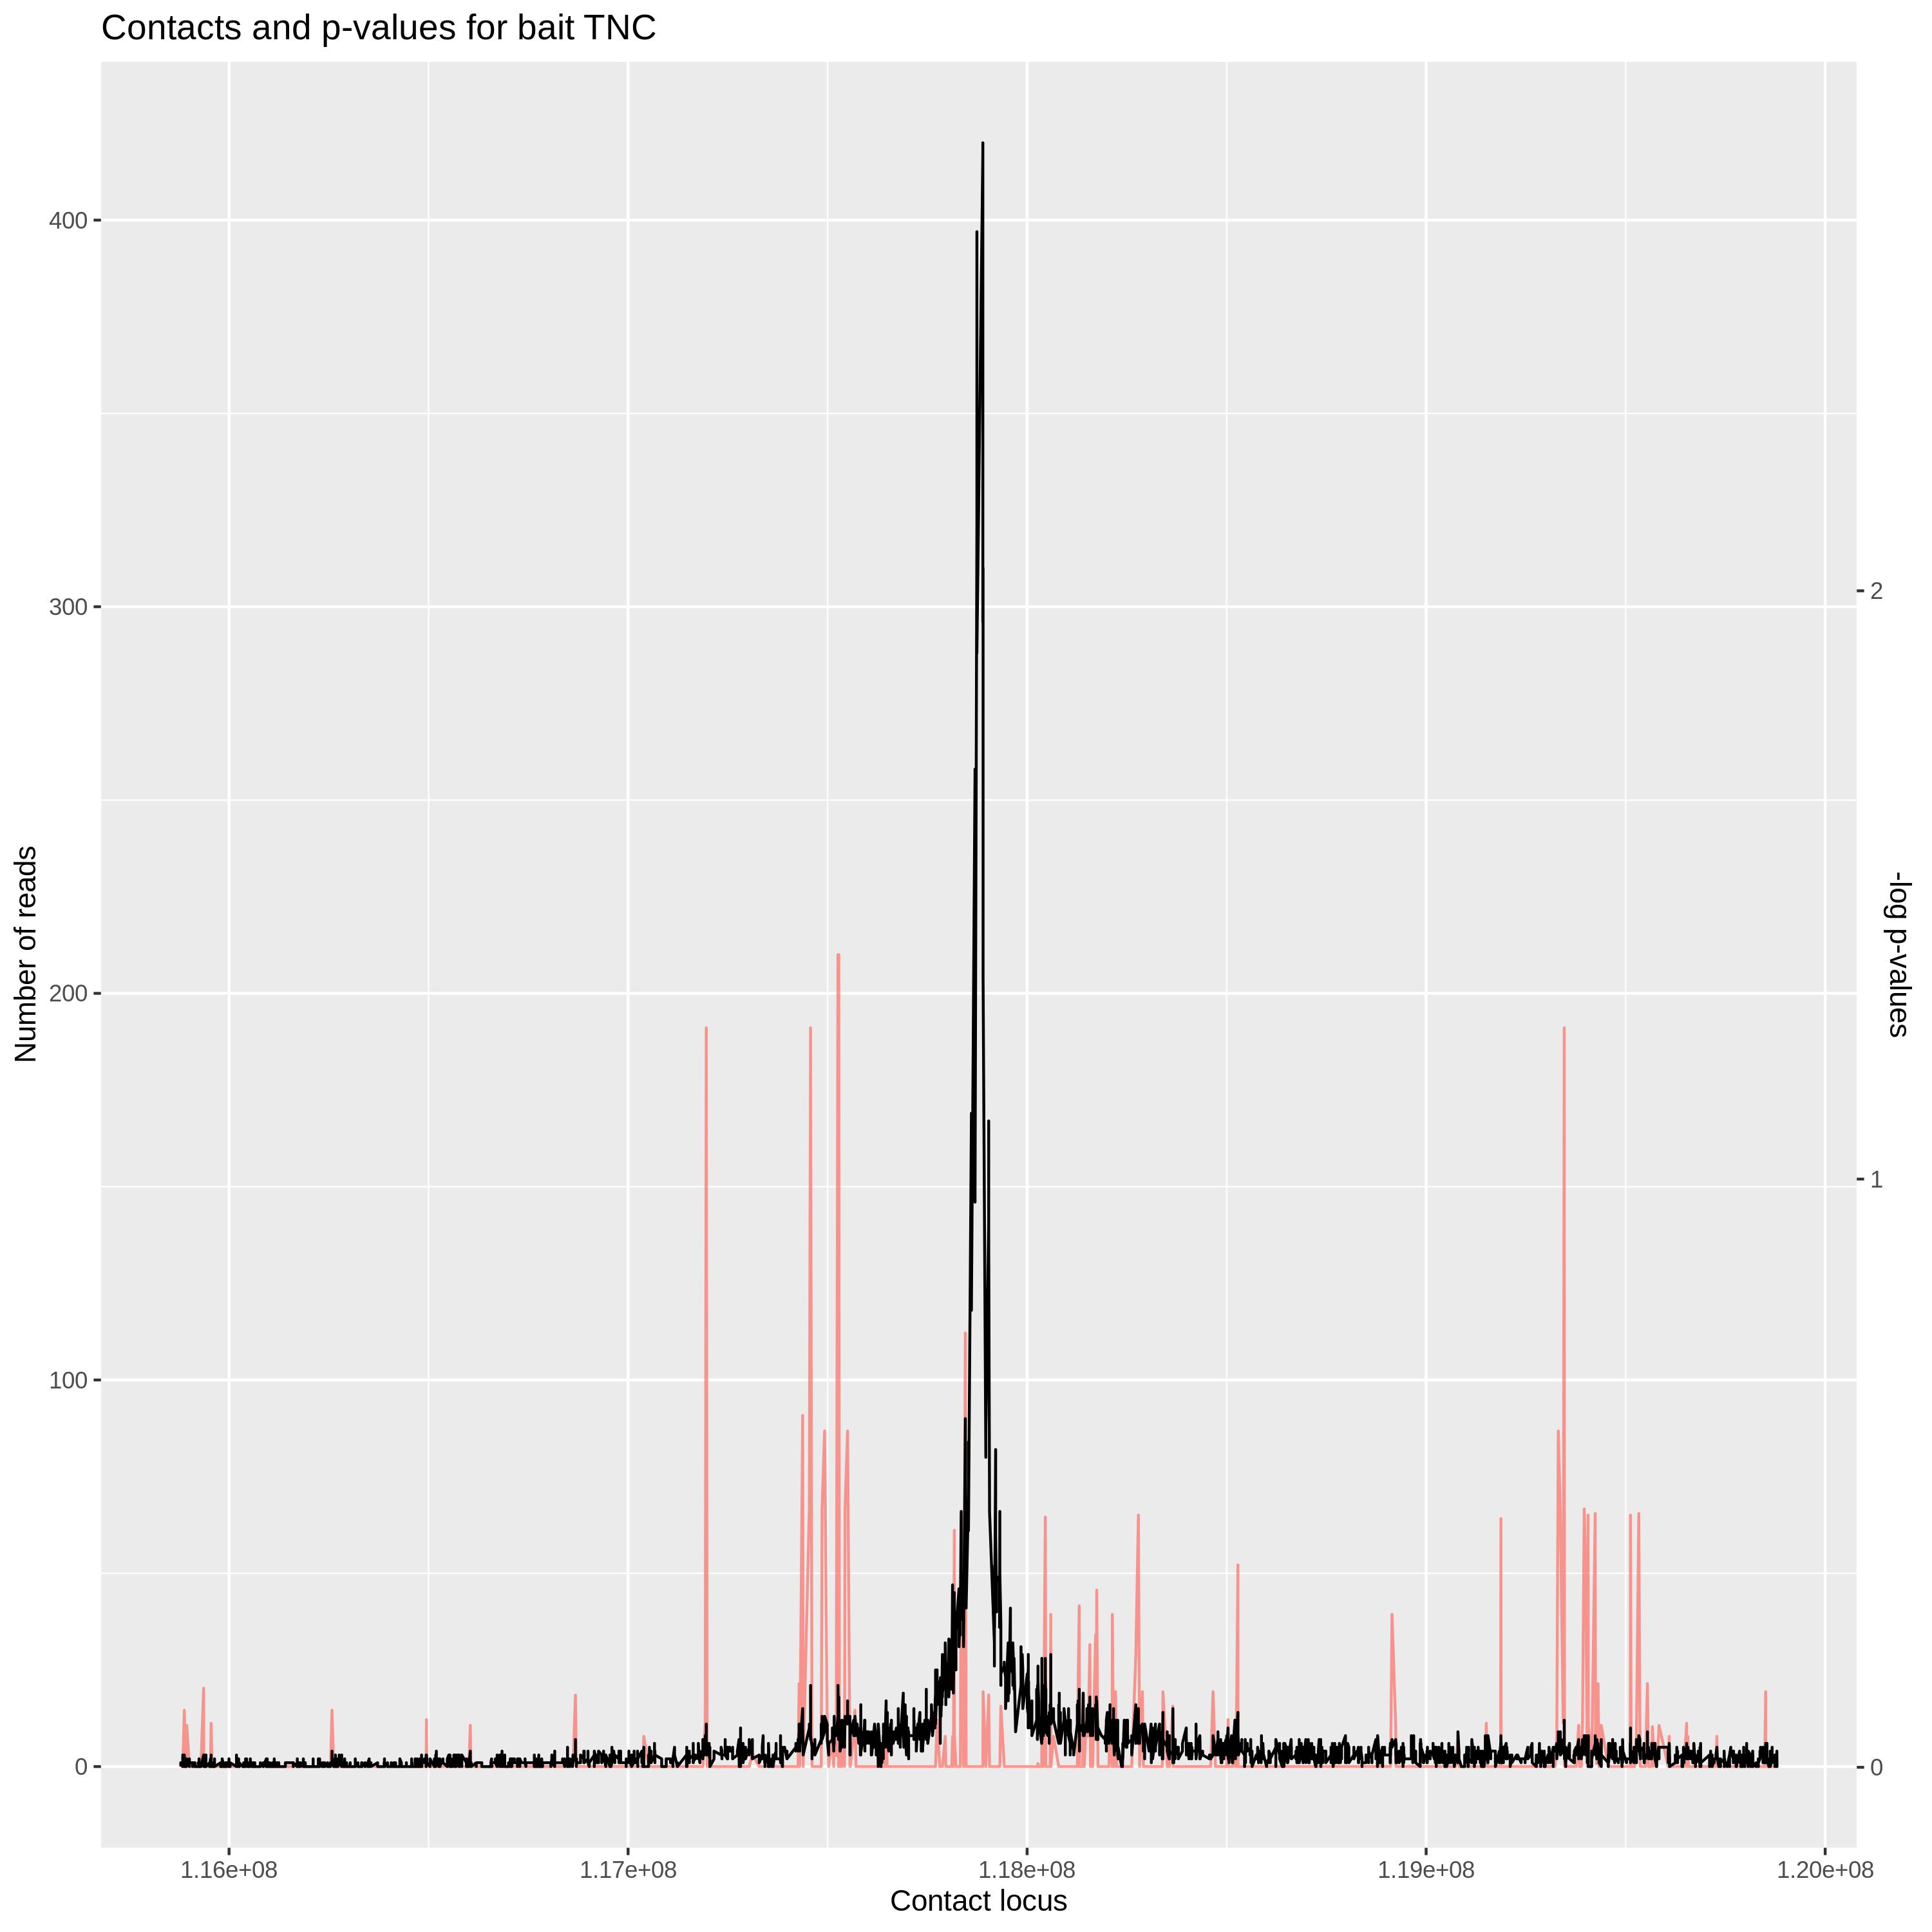 Contacts and p-values for bait TNC
400
300
200
100
0
Number of reads
2
1
0
-log p-values
1.16e+08
1.17e+08
1.18e+08
1.19e+08
1.20e+08
Contact locus